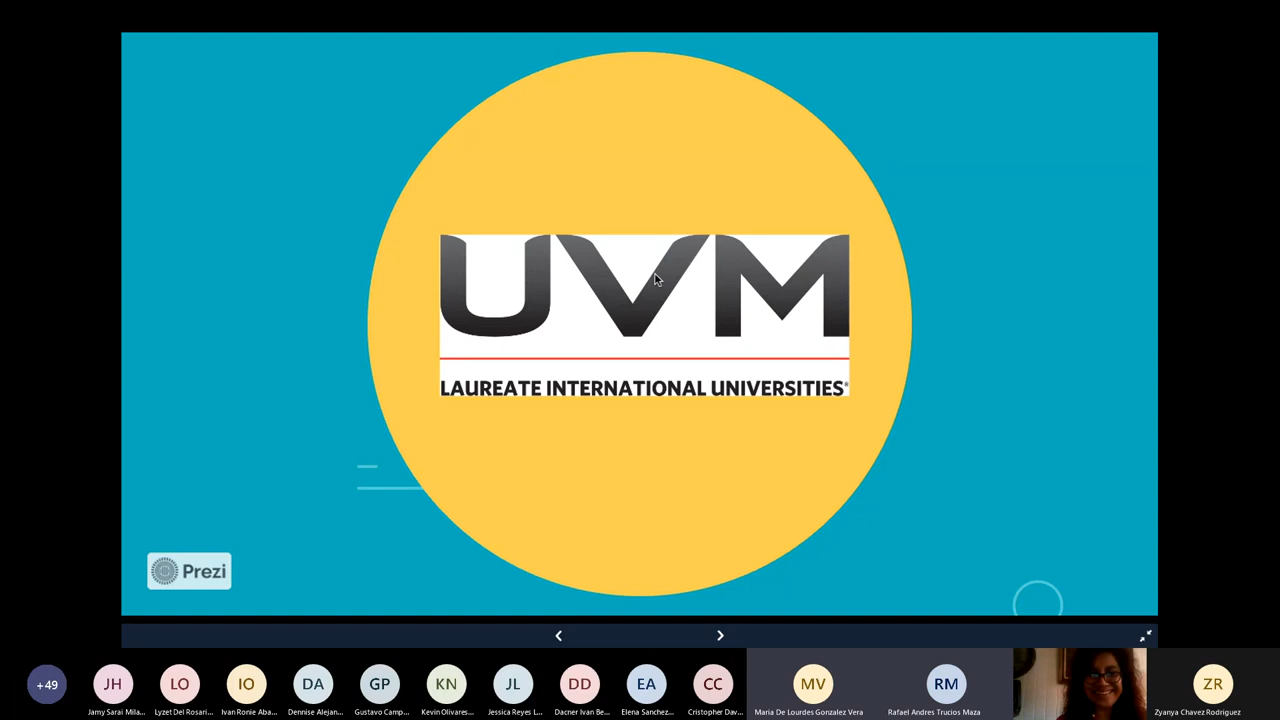 UVM
LAUREATE INTERNATIONAL UNIVERSITIES®
Prezi
+49
JH
LO
IO
DA
GP
KN
JL
DD
EA
CC
MV
RM
ZR
Jamy Sarai Mila...
Lyzet Del Rosari...
Ivan Ronie Aba...
Dennise Alejan...
Gustavo Camp...
Kevin Olivares...
Jessica Reyes L...
Dacner Ivan Be...
Elena Sanchez...
Cristopher Dav...
Maria De Lourdes Gonzalez Vera
Rafael Andres Trucios Maza
Zyanya Chavez Rodriguez